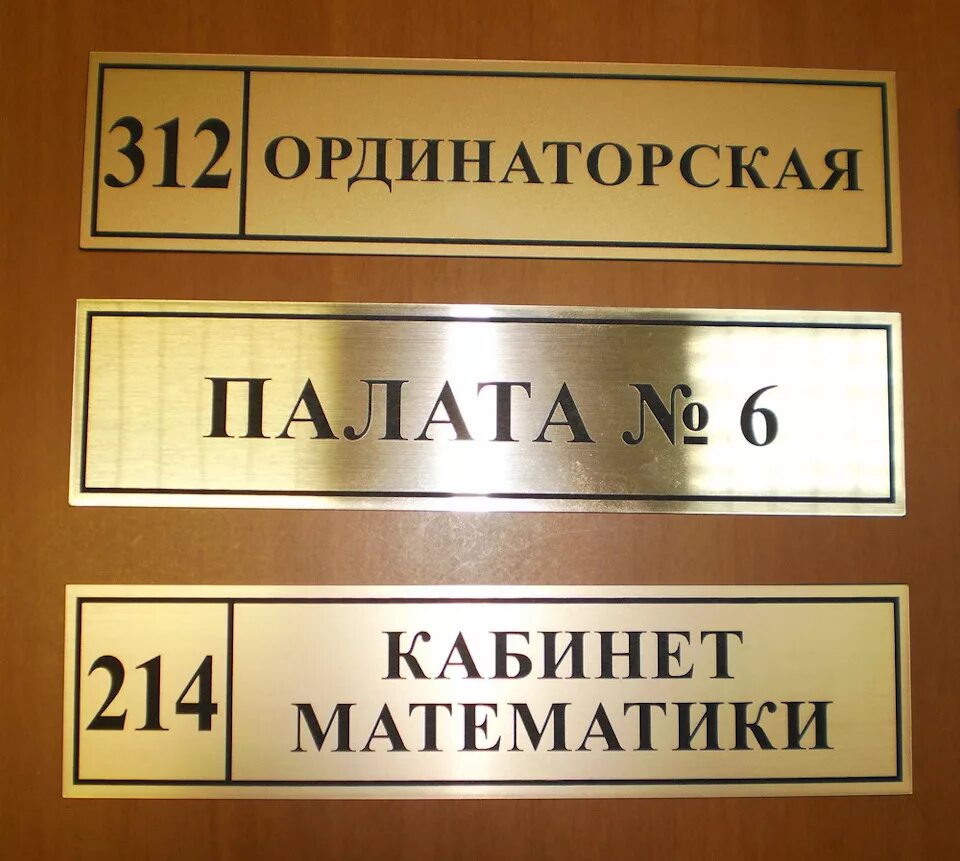 312 ОРДИНАТОРСКАЯ
ПАЛАТА № 6
214 КАБИНЕТ
МАТЕМАТИКИ